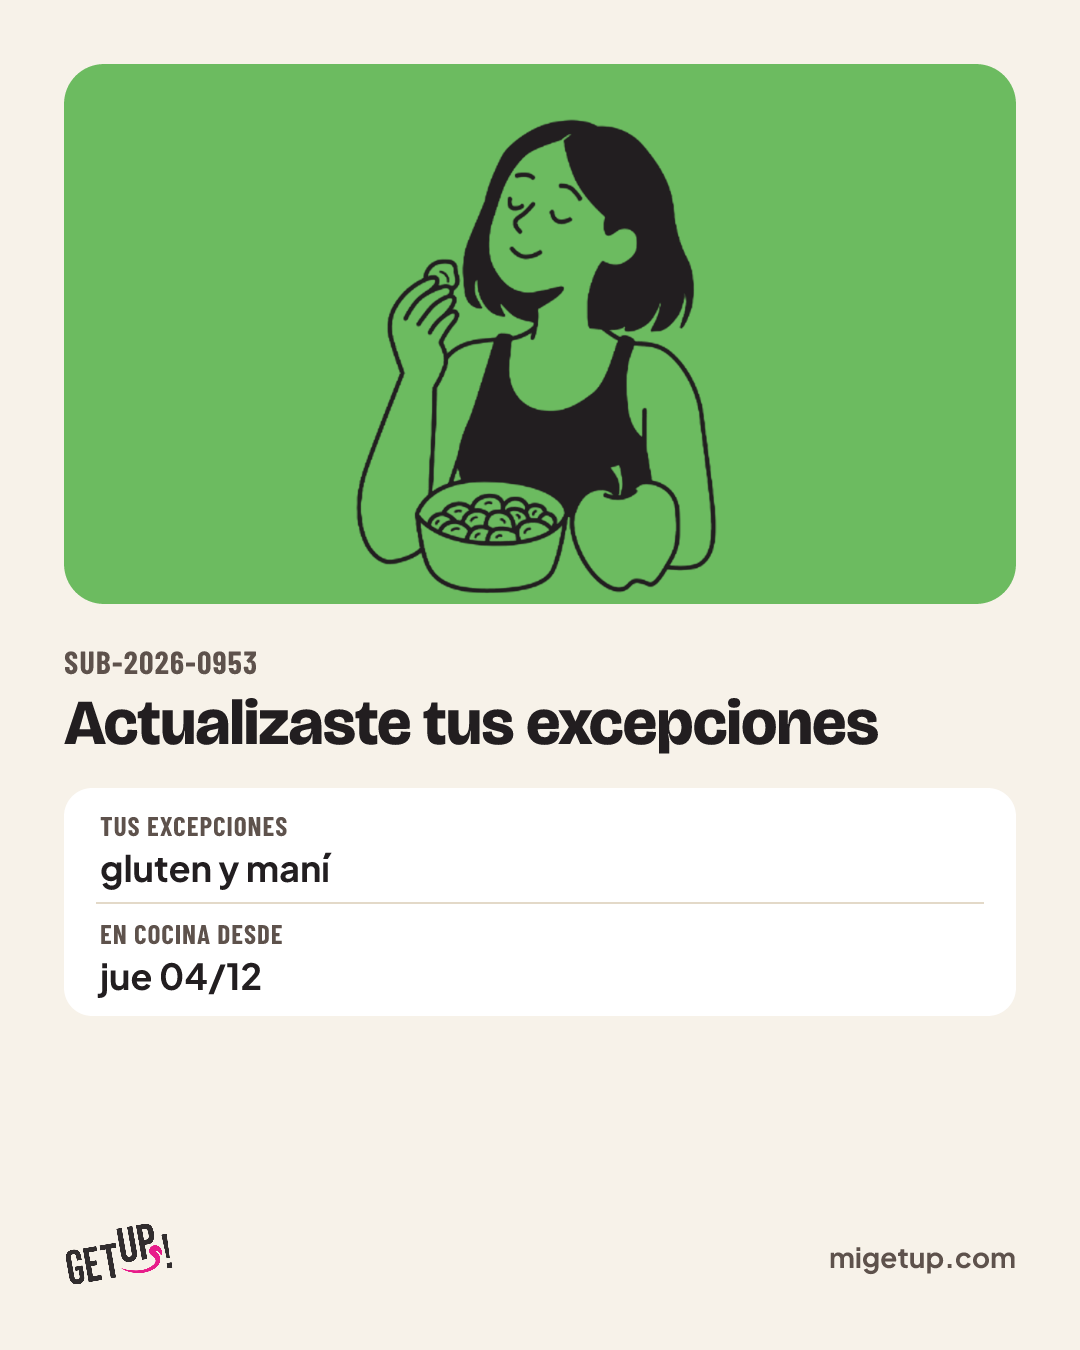 SUB-2026-0953
Actualizaste tus excepciones
TUS EXCEPCIONES
gluten y maní
EN COCINA DESDE
jue 04/12
GETUP!
migetup.com